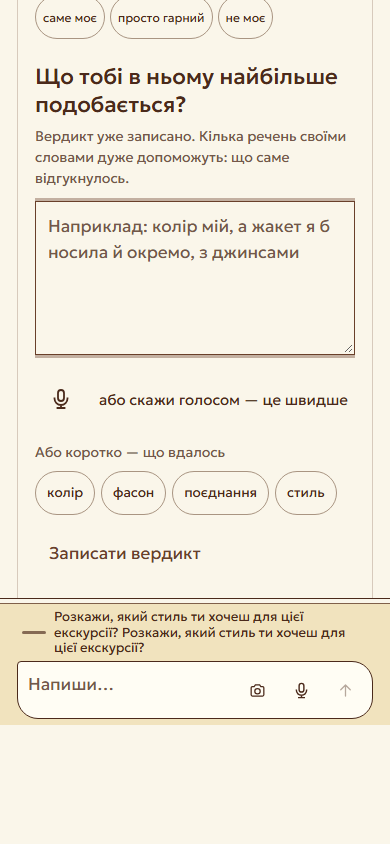 саме моє
просто гарний
не моє
Що тобі в ньому найбільше
подобається?
Вердикт уже записано. Кілька речень своїми
словами дуже допоможуть: що саме
відгукнулось.
Наприклад: колір мій, а жакет я б
носила й окремо, з джинсами
або скажи голосом — це швидше
Або коротко — що вдалось
колір
фасон
поєднання
стиль
Записати вердикт
Розкажи, який стиль ти хочеш для цієї
екскурсії? Розкажи, який стиль ти хочеш для
цієї екскурсії?
Напиши…